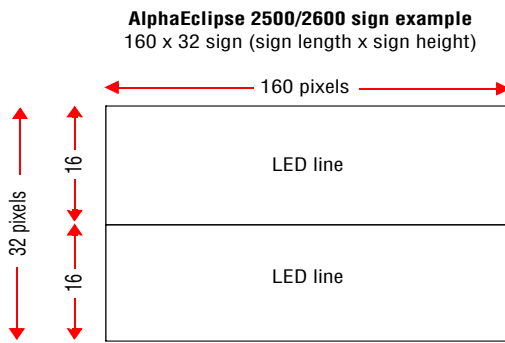 AlphaEclipse 2500/2600 sign example
160 x 32 sign (sign length x sign height)
160 pixels
32 pixels
16
LED line
16
LED line